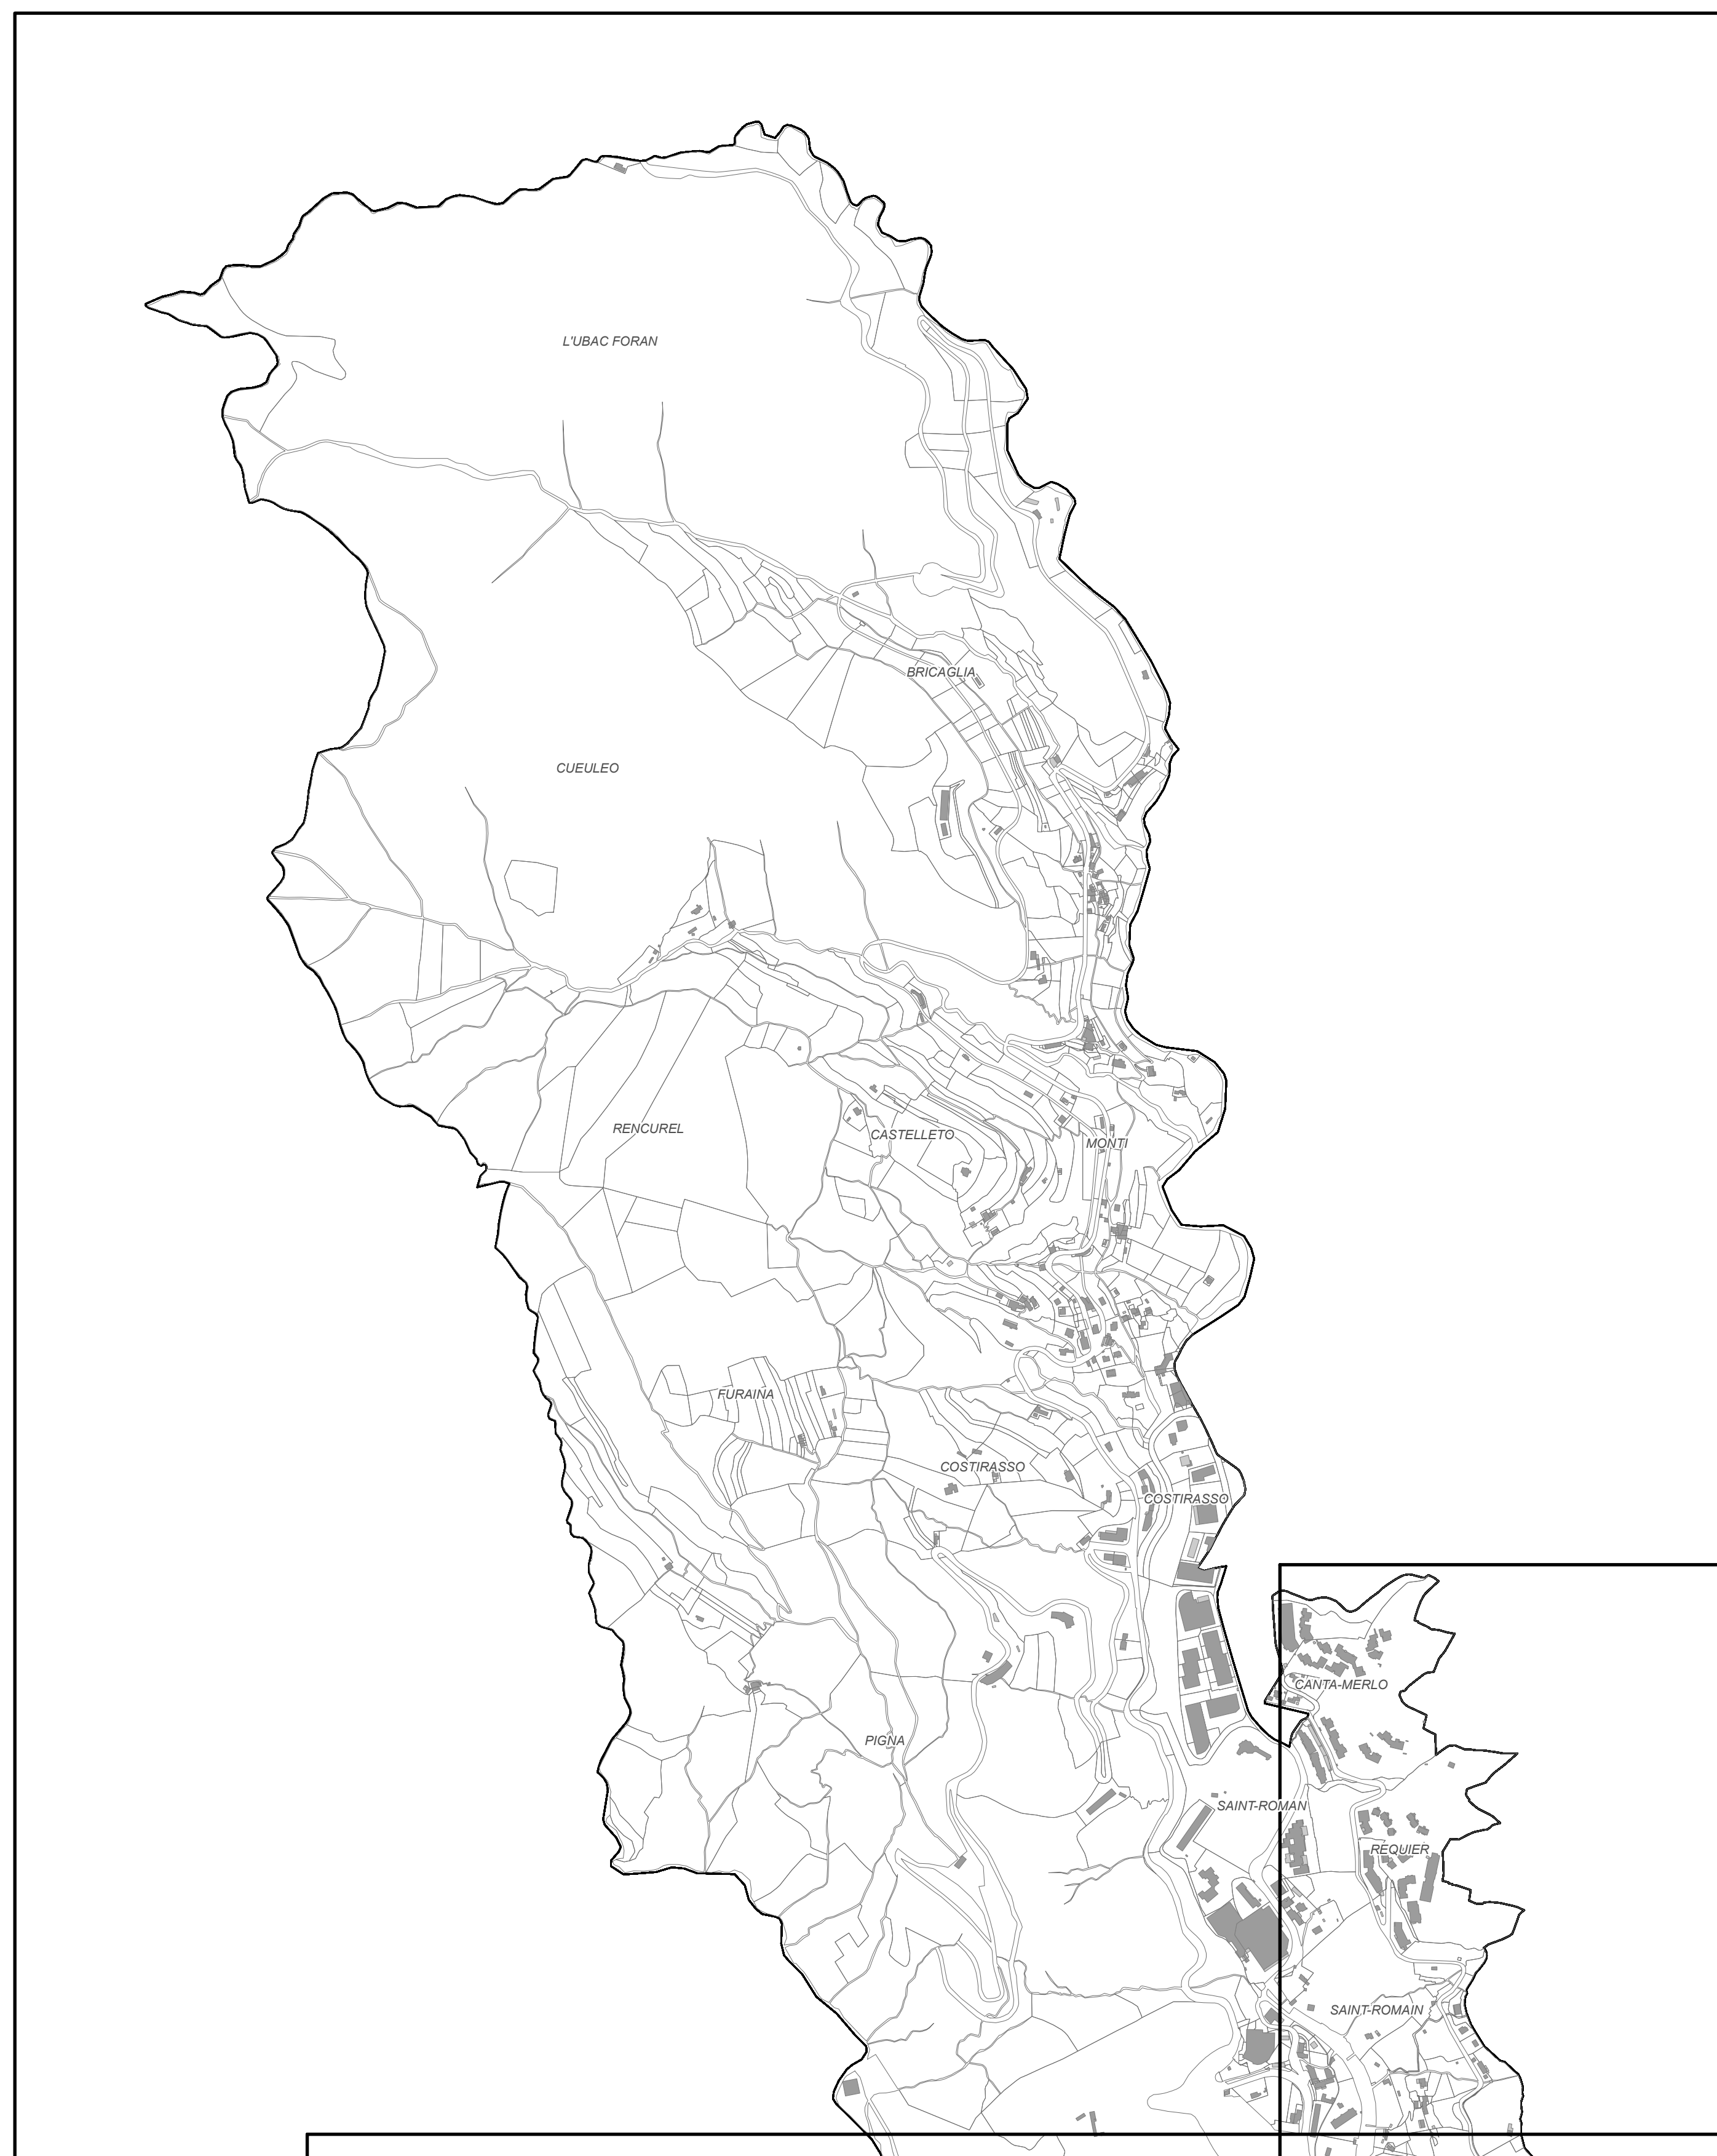 L'UBAC FORAN
BRICAGLIA
CUEULEO
RENCUREL
CASTELLETO
MONTI
FURAINA
COSTIRASSO
COSTIRASSO
CANTA-MERLO
PIGNA
SAINT-ROMAN
REQUIER
SAINT-ROMAIN